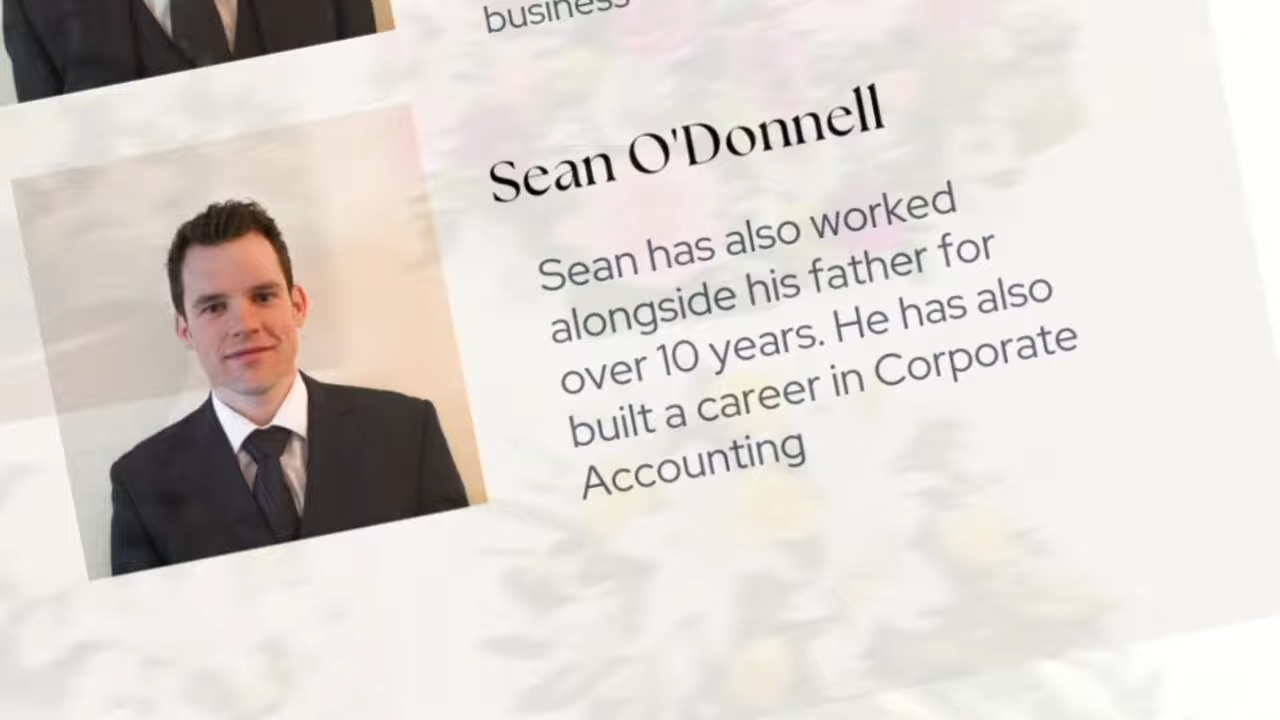 business
Sean O'Donnell
Sean has also worked
alongside his father for
over 10 years. He has also
built a career in Corporate
Accounting